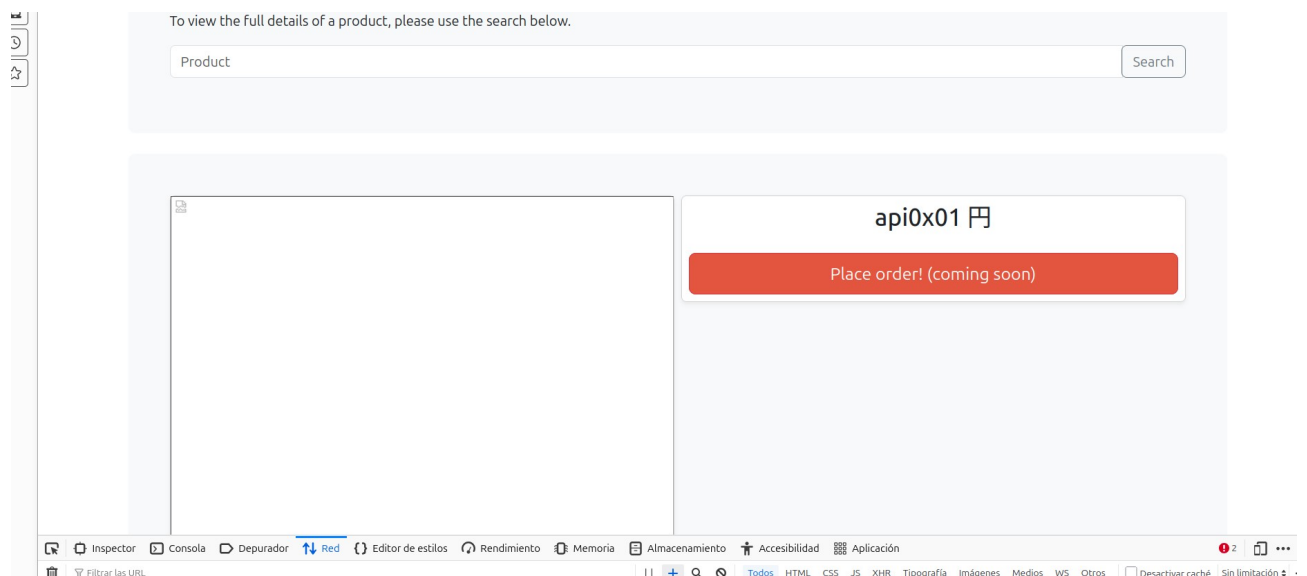 To view the full details of a product, please use the search below.
Product
Search
api0x01 円
Place order! (coming soon)
Inspector Consola Depurador Red Editor de estilos Rendimiento Memoria Almacenamiento Accesibilidad Aplicación 2
Filtrar las URL Todos HTML CSS JS XHR Tipografía Imágenes Medios WS Otros Desactivar caché Sin limitación